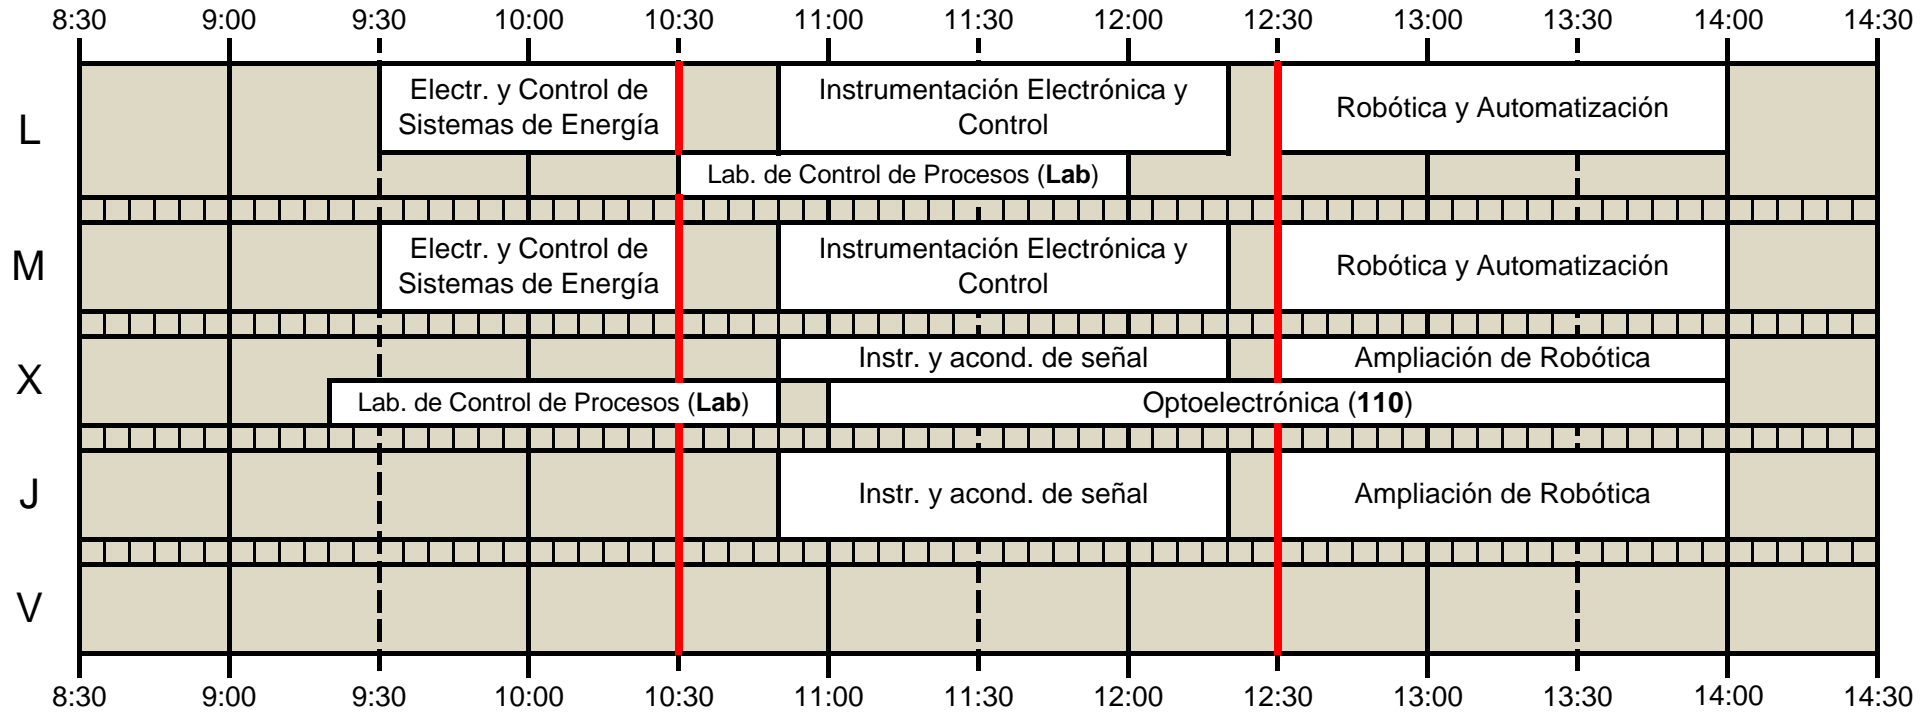 8:30 9:00 9:30 10:00 10:30 11:00 11:30 12:00 12:30 13:00 13:30 14:00 14:30
L
Electr. y Control de
Sistemas de Energía
Instrumentación Electrónica y
Control
Robótica y Automatización
Lab. de Control de Procesos (Lab)
M
Electr. y Control de
Sistemas de Energía
Instrumentación Electrónica y
Control
Robótica y Automatización
X
Instr. y acond. de señal
Ampliación de Robótica
Lab. de Control de Procesos (Lab)
Optoelectrónica (110)
J
Instr. y acond. de señal
Ampliación de Robótica
V
8:30 9:00 9:30 10:00 10:30 11:00 11:30 12:00 12:30 13:00 13:30 14:00 14:30